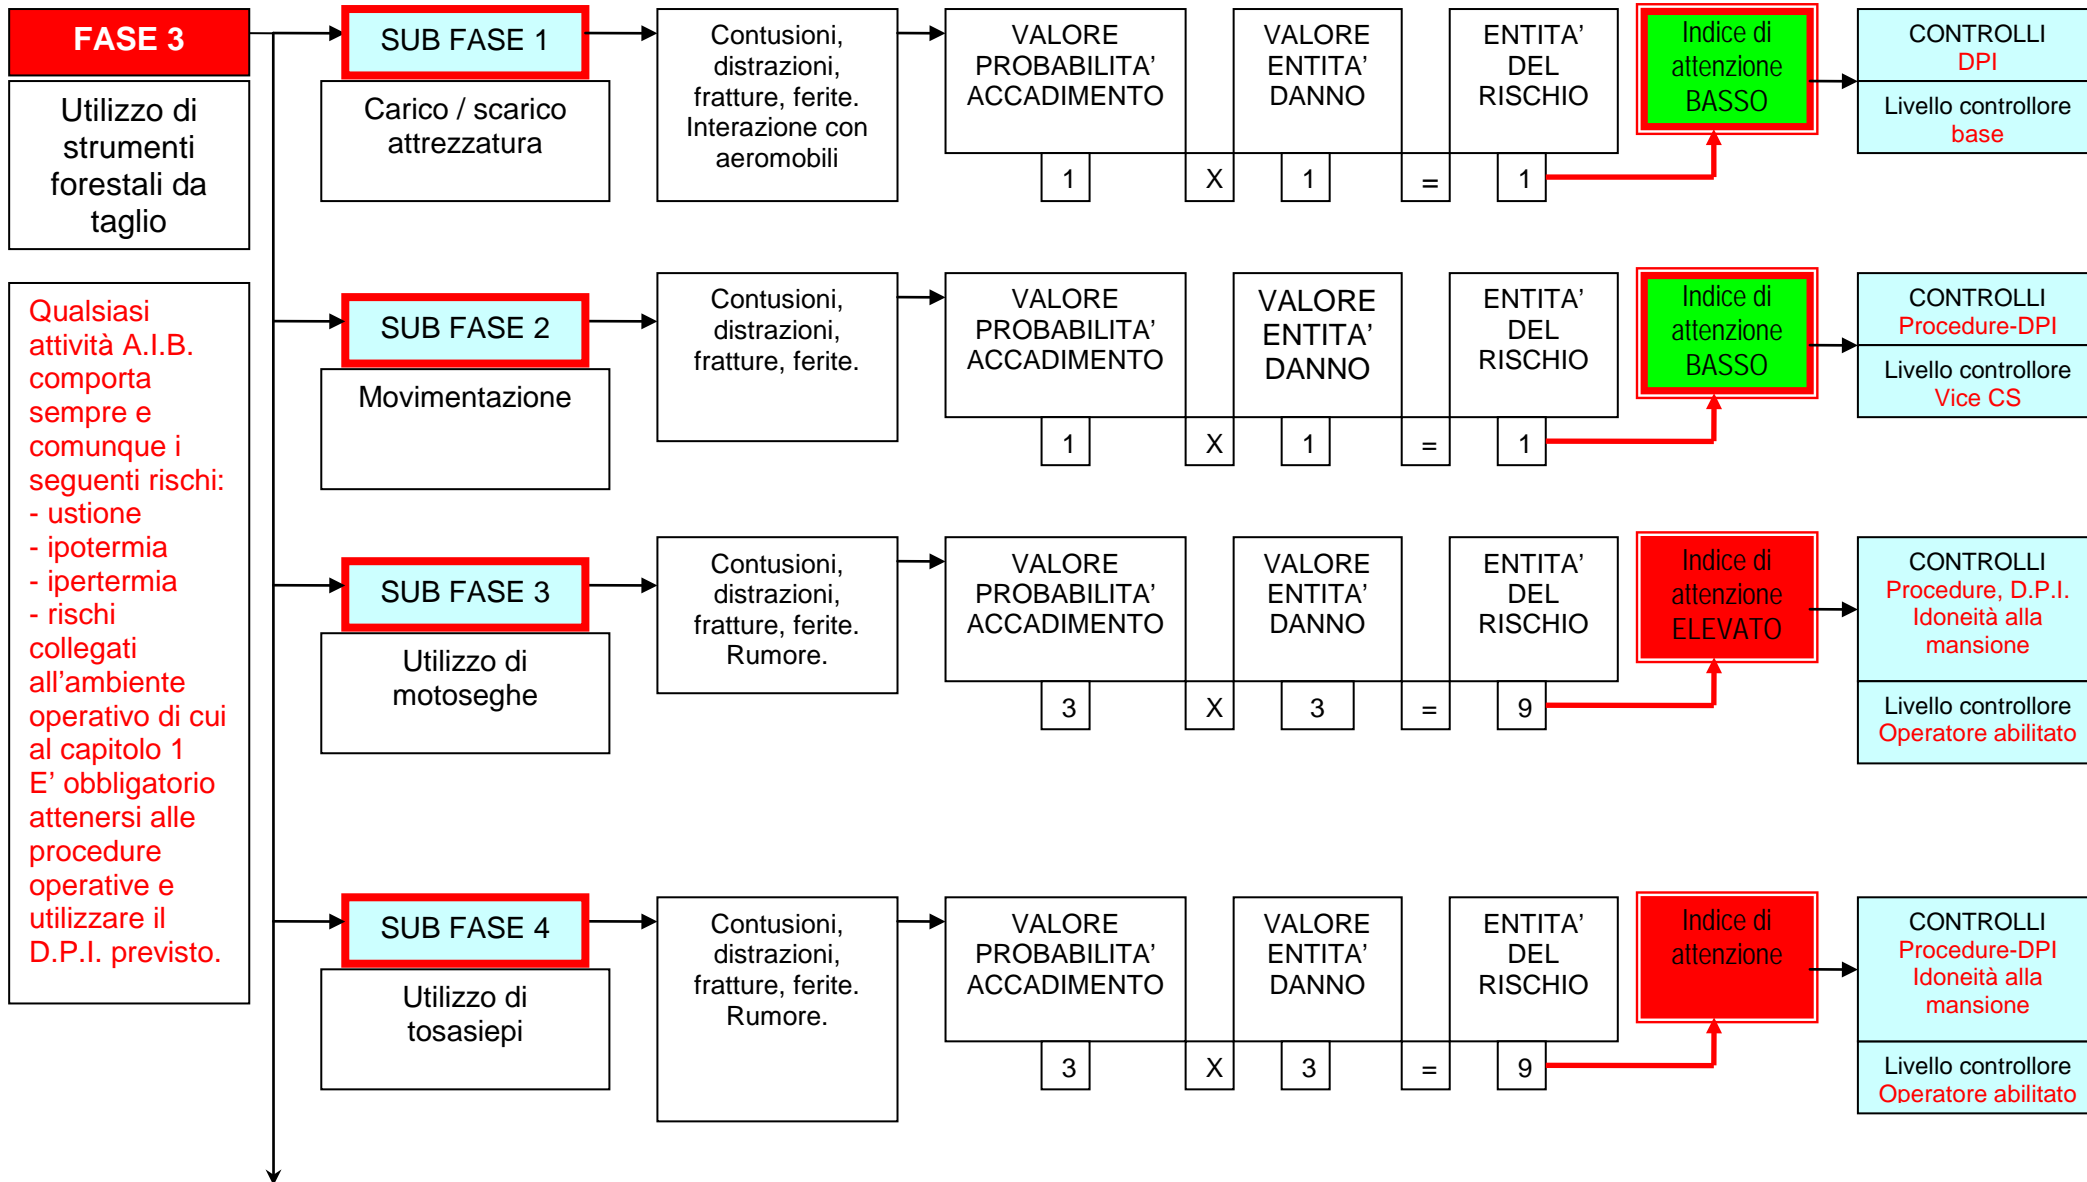 FASE 3
Utilizzo di
strumenti
forestali da
taglio
Qualsiasi
attività A.I.B.
comporta
sempre e
comunque i
seguenti rischi:
- ustione
- ipotermia
- ipertermia
- rischi
collegati
all’ambiente
operativo di cui
al capitolo 1
E’ obbligatorio
attenersi alle
procedure
operative e
utilizzare il
D.P.I. previsto.
SUB FASE 1
Carico / scarico
attrezzatura
Contusioni,
distrazioni,
fratture, ferite.
Interazione con
aeromobili
VALORE
PROBABILITA’
ACCADIMENTO
VALORE
ENTITA’
DANNO
ENTITA’
DEL
RISCHIO
1 X 1 = 1
Indice di
attenzione
BASSO
CONTROLLI
DPI
Livello controllore
base
SUB FASE 2
Movimentazione
Contusioni,
distrazioni,
fratture, ferite.
VALORE
PROBABILITA’
ACCADIMENTO
VALORE
ENTITA’
DANNO
ENTITA’
DEL
RISCHIO
1 X 1 = 1
Indice di
attenzione
BASSO
CONTROLLI
Procedure-DPI
Livello controllore
Vice CS
SUB FASE 3
Utilizzo di
motoseghe
Contusioni,
distrazioni,
fratture, ferite.
Rumore.
VALORE
PROBABILITA’
ACCADIMENTO
VALORE
ENTITA’
DANNO
ENTITA’
DEL
RISCHIO
3 X 3 = 9
Indice di
attenzione
ELEVATO
CONTROLLI
Procedure, D.P.I.
Idoneità alla
mansione
Livello controllore
Operatore abilitato
SUB FASE 4
Utilizzo di
tosasiepi
Contusioni,
distrazioni,
fratture, ferite.
Rumore.
VALORE
PROBABILITA’
ACCADIMENTO
VALORE
ENTITA’
DANNO
ENTITA’
DEL
RISCHIO
3 X 3 = 9
Indice di
attenzione
CONTROLLI
Procedure-DPI
Idoneità alla
mansione
Livello controllore
Operatore abilitato